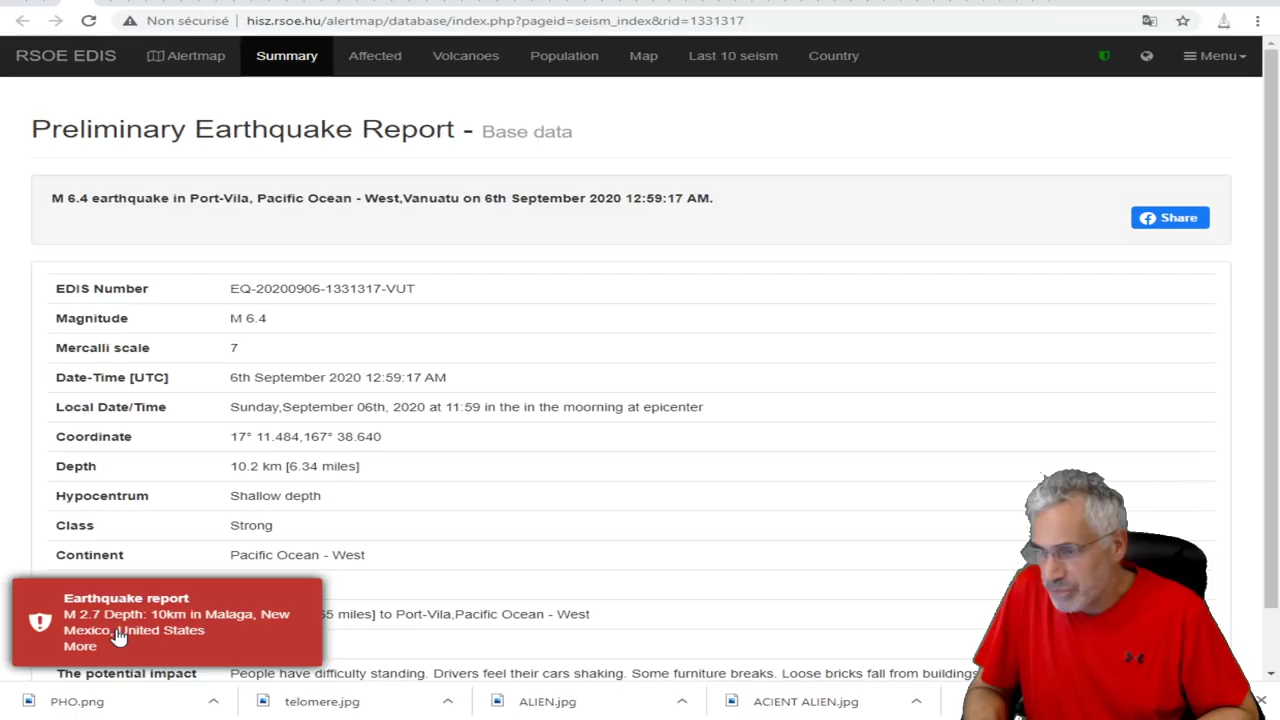 Non sécurisé | hisz.rsoe.hu/alertmap/database/index.php?pageid=seism_index&rid=1331317
RSOE EDIS Alertmap Summary Affected Volcanoes Population Map Last 10 seism Country Menu
Preliminary Earthquake Report - Base data
M 6.4 earthquake in Port-Vila, Pacific Ocean - West,Vanuatu on 6th September 2020 12:59:17 AM.
Share
EDIS Number EQ-20200906-1331317-VUT
Magnitude M 6.4
Mercalli scale 7
Date-Time [UTC] 6th September 2020 12:59:17 AM
Local Date/Time Sunday,September 06th, 2020 at 11:59 in the in the moorning at epicenter
Coordinate 17° 11.484,167° 38.640
Depth 10.2 km [6.34 miles]
Hypocentrum Shallow depth
Class Strong
Continent Pacific Ocean - West
Earthquake report
M 2.7 Depth: 10km in Malaga, New
Mexico, United States
More
miles] to Port-Vila,Pacific Ocean - West
The potential impact People have difficulty standing. Drivers feel their cars shaking. Some furniture breaks. Loose bricks fall from buildings
PHO.png telomere.jpg ALIEN.jpg ACIENT ALIEN.jpg